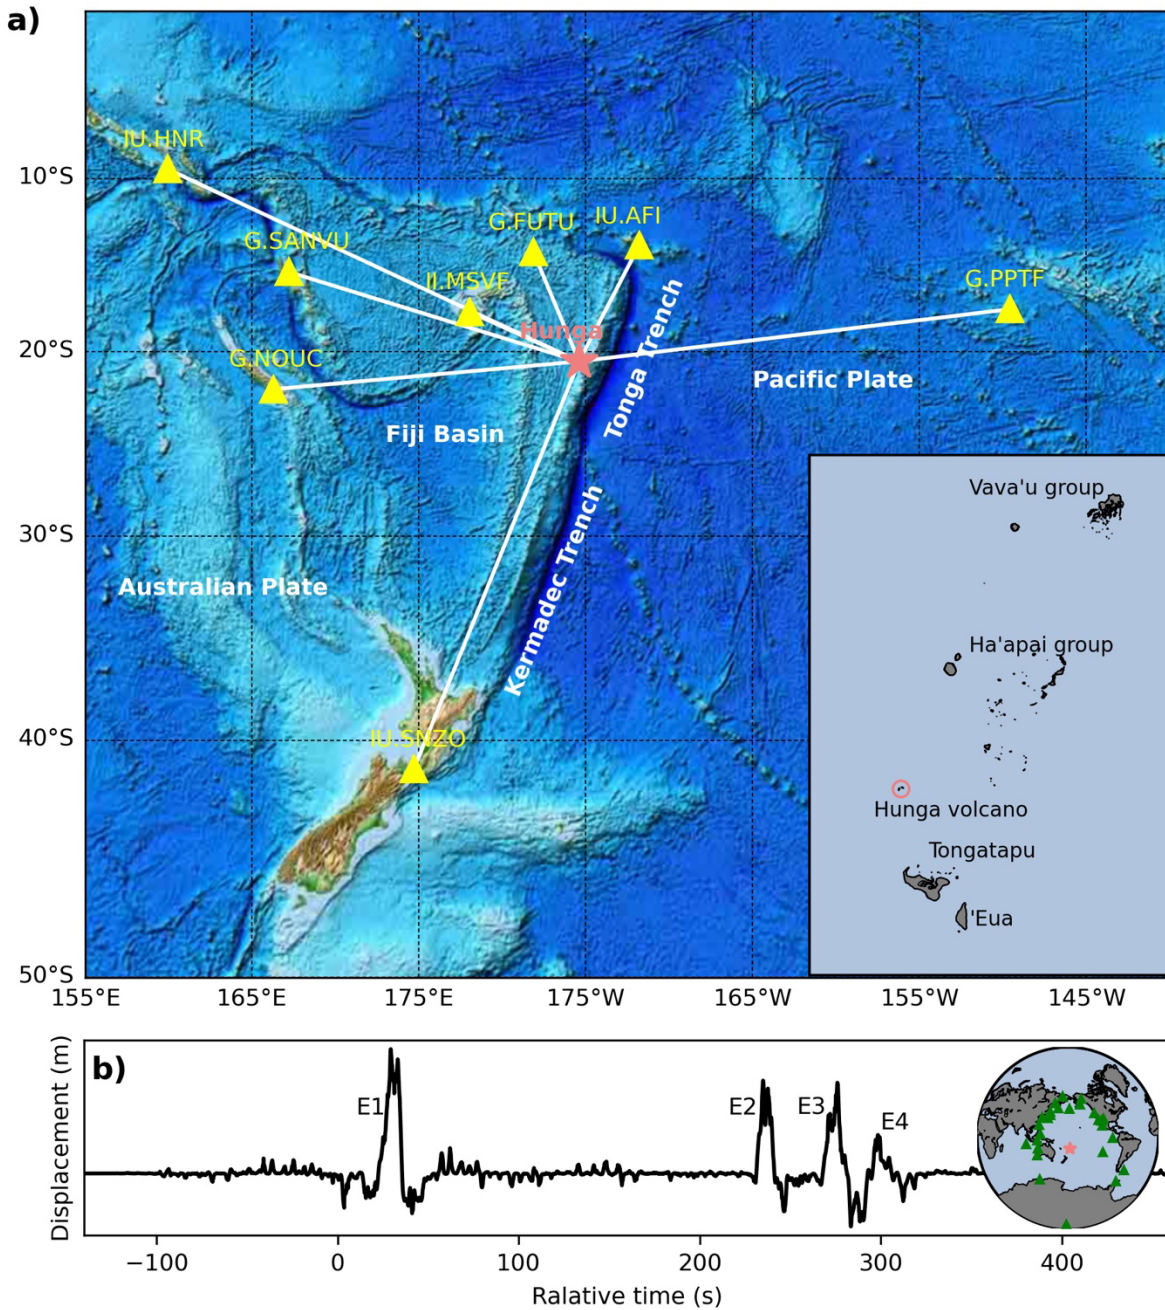 a)
IU.HNR
10°S
G.SANVU
G.FUTU
IU.AFI
II.MSVF
G.PPTF
Hunga
20°S
G.NOUC
Tonga Trench
Pacific Plate
Fiji Basin
Vava'u group
30°S
Kermadec Trench
Australian Plate
Ha'apai group
40°S
IU.SNZO
Hunga volcano
Tongatapu
'Eua
50°S
155°E 165°E 175°E 175°W 165°W 155°W 145°W
b)
Displacement (m)
E1
E2
E3
E4
−100 0 100 200 300 400
Ralative time (s)